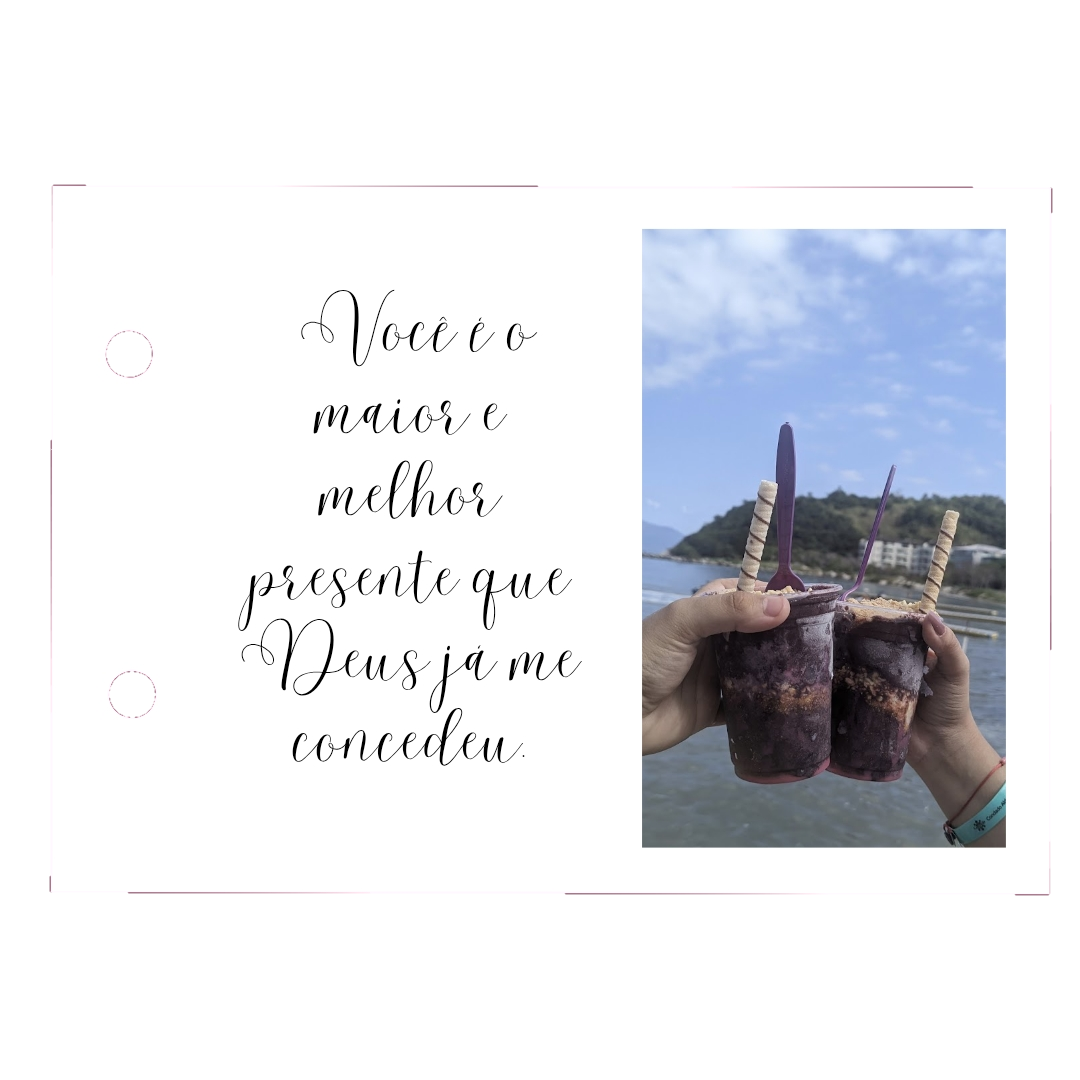 Você é o
maior e
melhor
presente que
Deus já me
concedeu.